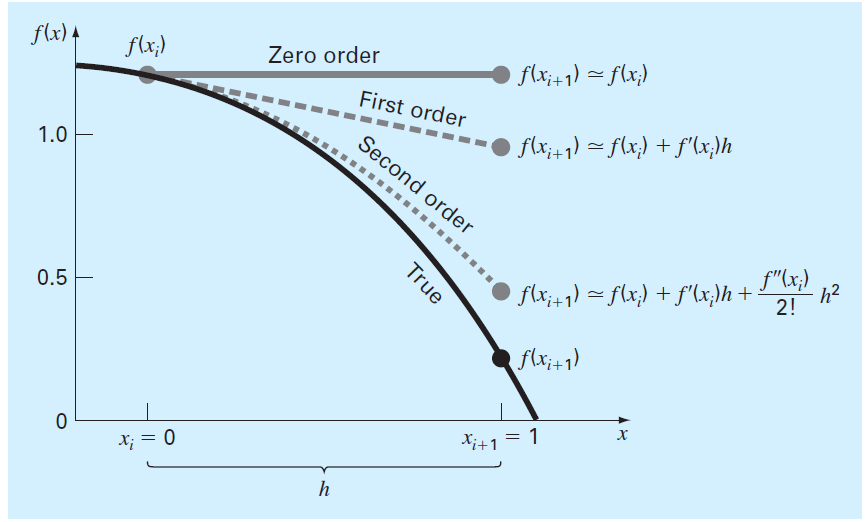 f(x)
f(xᵢ)
Zero order
f(xᵢ₊₁) ≃ f(xᵢ)
First order
1.0
f(xᵢ₊₁) ≃ f(xᵢ) + f′(xᵢ)h
Second order
True
0.5
f(xᵢ₊₁) ≃ f(xᵢ) + f′(xᵢ)h + f″(xᵢ)/2! h²
f(xᵢ₊₁)
0
xᵢ = 0
xᵢ₊₁ = 1
x
h